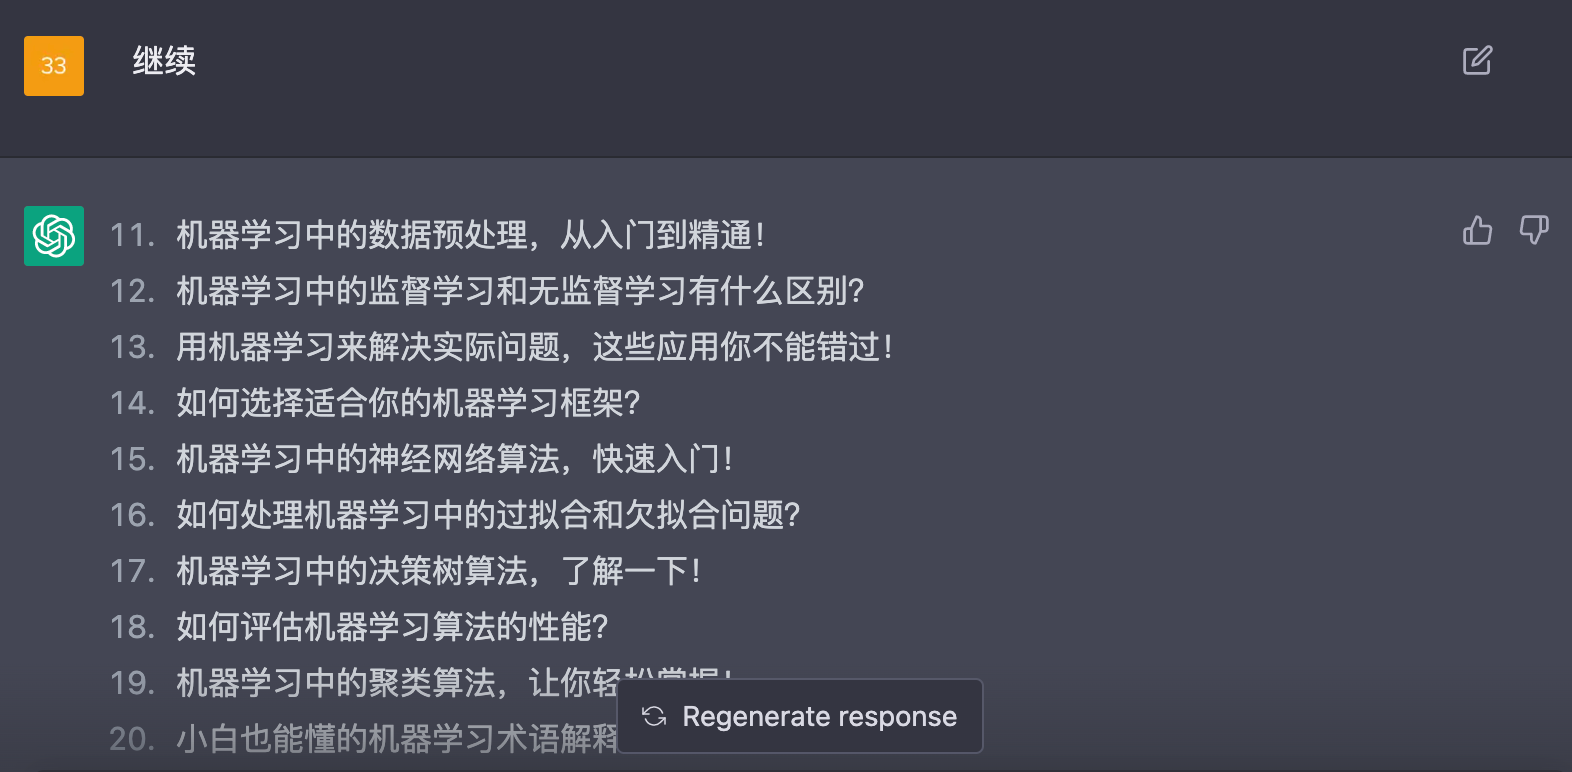 33
继续
11. 机器学习中的数据预处理，从入门到精通！
12. 机器学习中的监督学习和无监督学习有什么区别？
13. 用机器学习来解决实际问题，这些应用你不能错过！
14. 如何选择适合你的机器学习框架？
15. 机器学习中的神经网络算法，快速入门！
16. 如何处理机器学习中的过拟合和欠拟合问题？
17. 机器学习中的决策树算法，了解一下！
18. 如何评估机器学习算法的性能？
19. 机器学习中的聚类算法，让你轻松掌握！
20. 小白也能懂的机器学习术语解释
Regenerate response